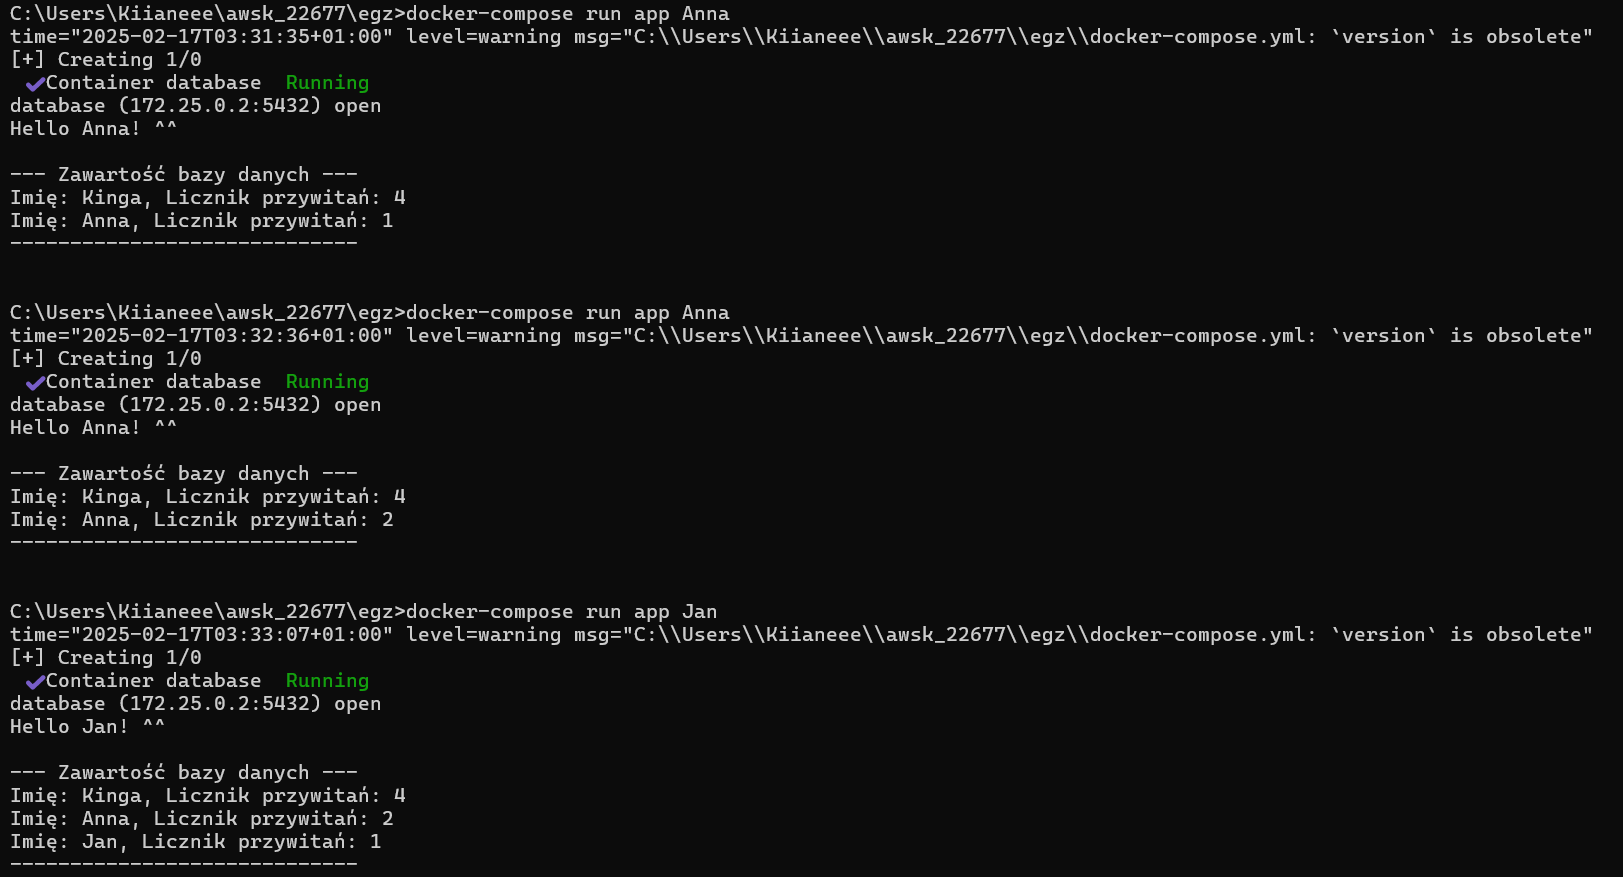 C:\Users\Kiianeee\awsk_22677\egz>docker-compose run app Anna
time="2025-02-17T03:31:35+01:00" level=warning msg="C:\\Users\\Kiianeee\\awsk_22677\\egz\\docker-compose.yml: `version` is obsolete"
[+] Creating 1/0
✔Container database  Running
database (172.25.0.2:5432) open
Hello Anna! ^^
--- Zawartość bazy danych ---
Imię: Kinga, Licznik przywitań: 4
Imię: Anna, Licznik przywitań: 1
-----------------------------
C:\Users\Kiianeee\awsk_22677\egz>docker-compose run app Anna
time="2025-02-17T03:32:36+01:00" level=warning msg="C:\\Users\\Kiianeee\\awsk_22677\\egz\\docker-compose.yml: `version` is obsolete"
[+] Creating 1/0
✔Container database  Running
database (172.25.0.2:5432) open
Hello Anna! ^^
--- Zawartość bazy danych ---
Imię: Kinga, Licznik przywitań: 4
Imię: Anna, Licznik przywitań: 2
-----------------------------
C:\Users\Kiianeee\awsk_22677\egz>docker-compose run app Jan
time="2025-02-17T03:33:07+01:00" level=warning msg="C:\\Users\\Kiianeee\\awsk_22677\\egz\\docker-compose.yml: `version` is obsolete"
[+] Creating 1/0
✔Container database  Running
database (172.25.0.2:5432) open
Hello Jan! ^^
--- Zawartość bazy danych ---
Imię: Kinga, Licznik przywitań: 4
Imię: Anna, Licznik przywitań: 2
Imię: Jan, Licznik przywitań: 1
-----------------------------